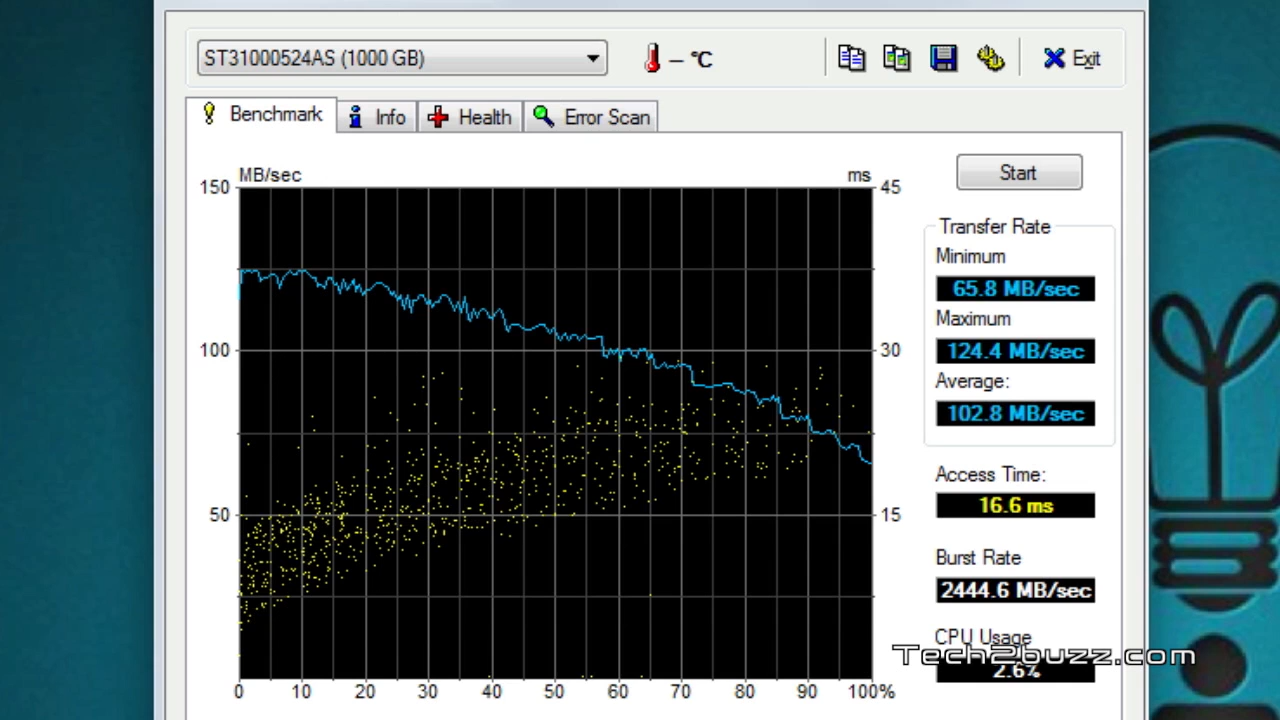 ST31000524AS (1000 GB)
– °C
Exit
Benchmark
Info
Health
Error Scan
MB/sec
ms
150
100
50
45
30
15
0 10 20 30 40 50 60 70 80 90 100%
Start
Transfer Rate
Minimum
65.8 MB/sec
Maximum
124.4 MB/sec
Average:
102.8 MB/sec
Access Time:
16.6 ms
Burst Rate
2444.6 MB/sec
CPU Usage
2.6%
Tech2buzz.com